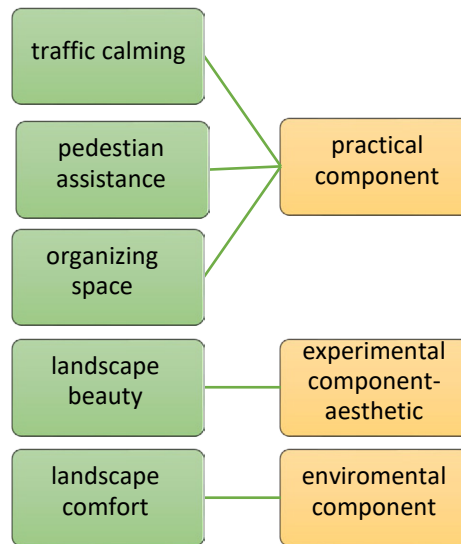 traffic calming
pedestian
assistance
practical
component
organizing
space
landscape
beauty
experimental
component-
aesthetic
landscape
comfort
enviromental
component